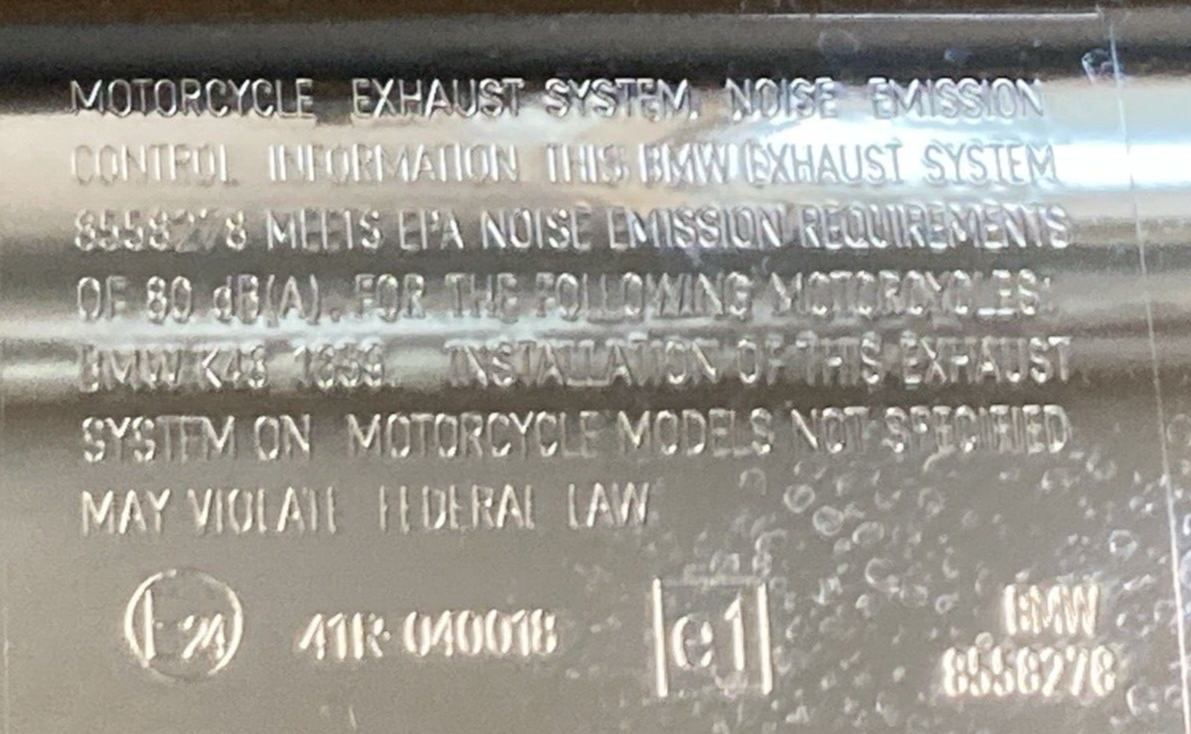 MOTORCYCLE EXHAUST SYSTEM, NOISE EMISSION
CONTROL INFORMATION THIS BMW EXHAUST SYSTEM
8558278 MEETS EPA NOISE EMISSION REQUIREMENTS
OF 80 dB(A), FOR THE FOLLOWING MOTORCYCLES:
BMW K48 INSTALLATION OF THIS EXHAUST
SYSTEM ON MOTORCYCLE MODELS NOT SPECIFIED
MAY VIOLATE FEDERAL LAW
E24 41R-040018 e1 BMW
8558278